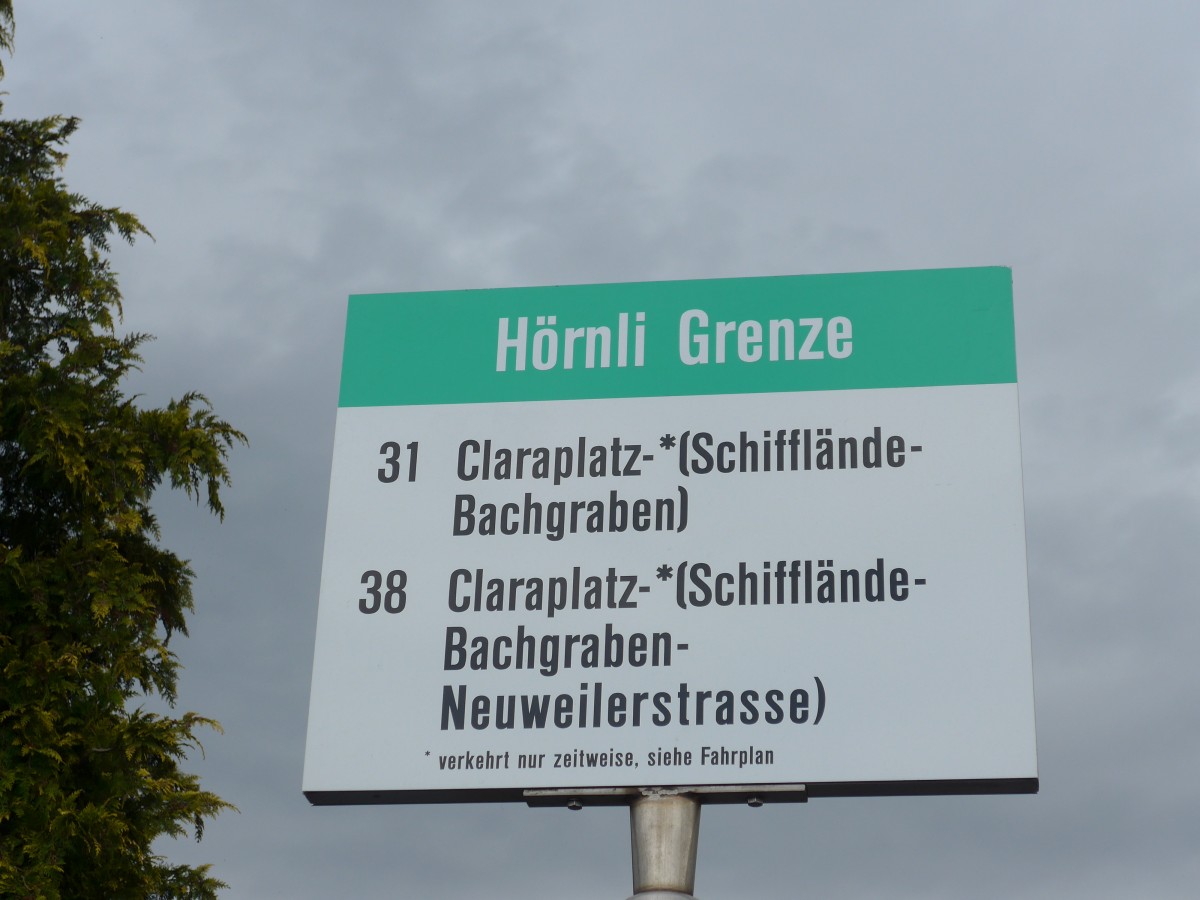 Hörnli Grenze
31 Claraplatz-*(Schifflände-
Bachgraben)
38 Claraplatz-*(Schifflände-
Bachgraben-
Neuweilerstrasse)
* verkehrt nur zeitweise, siehe Fahrplan